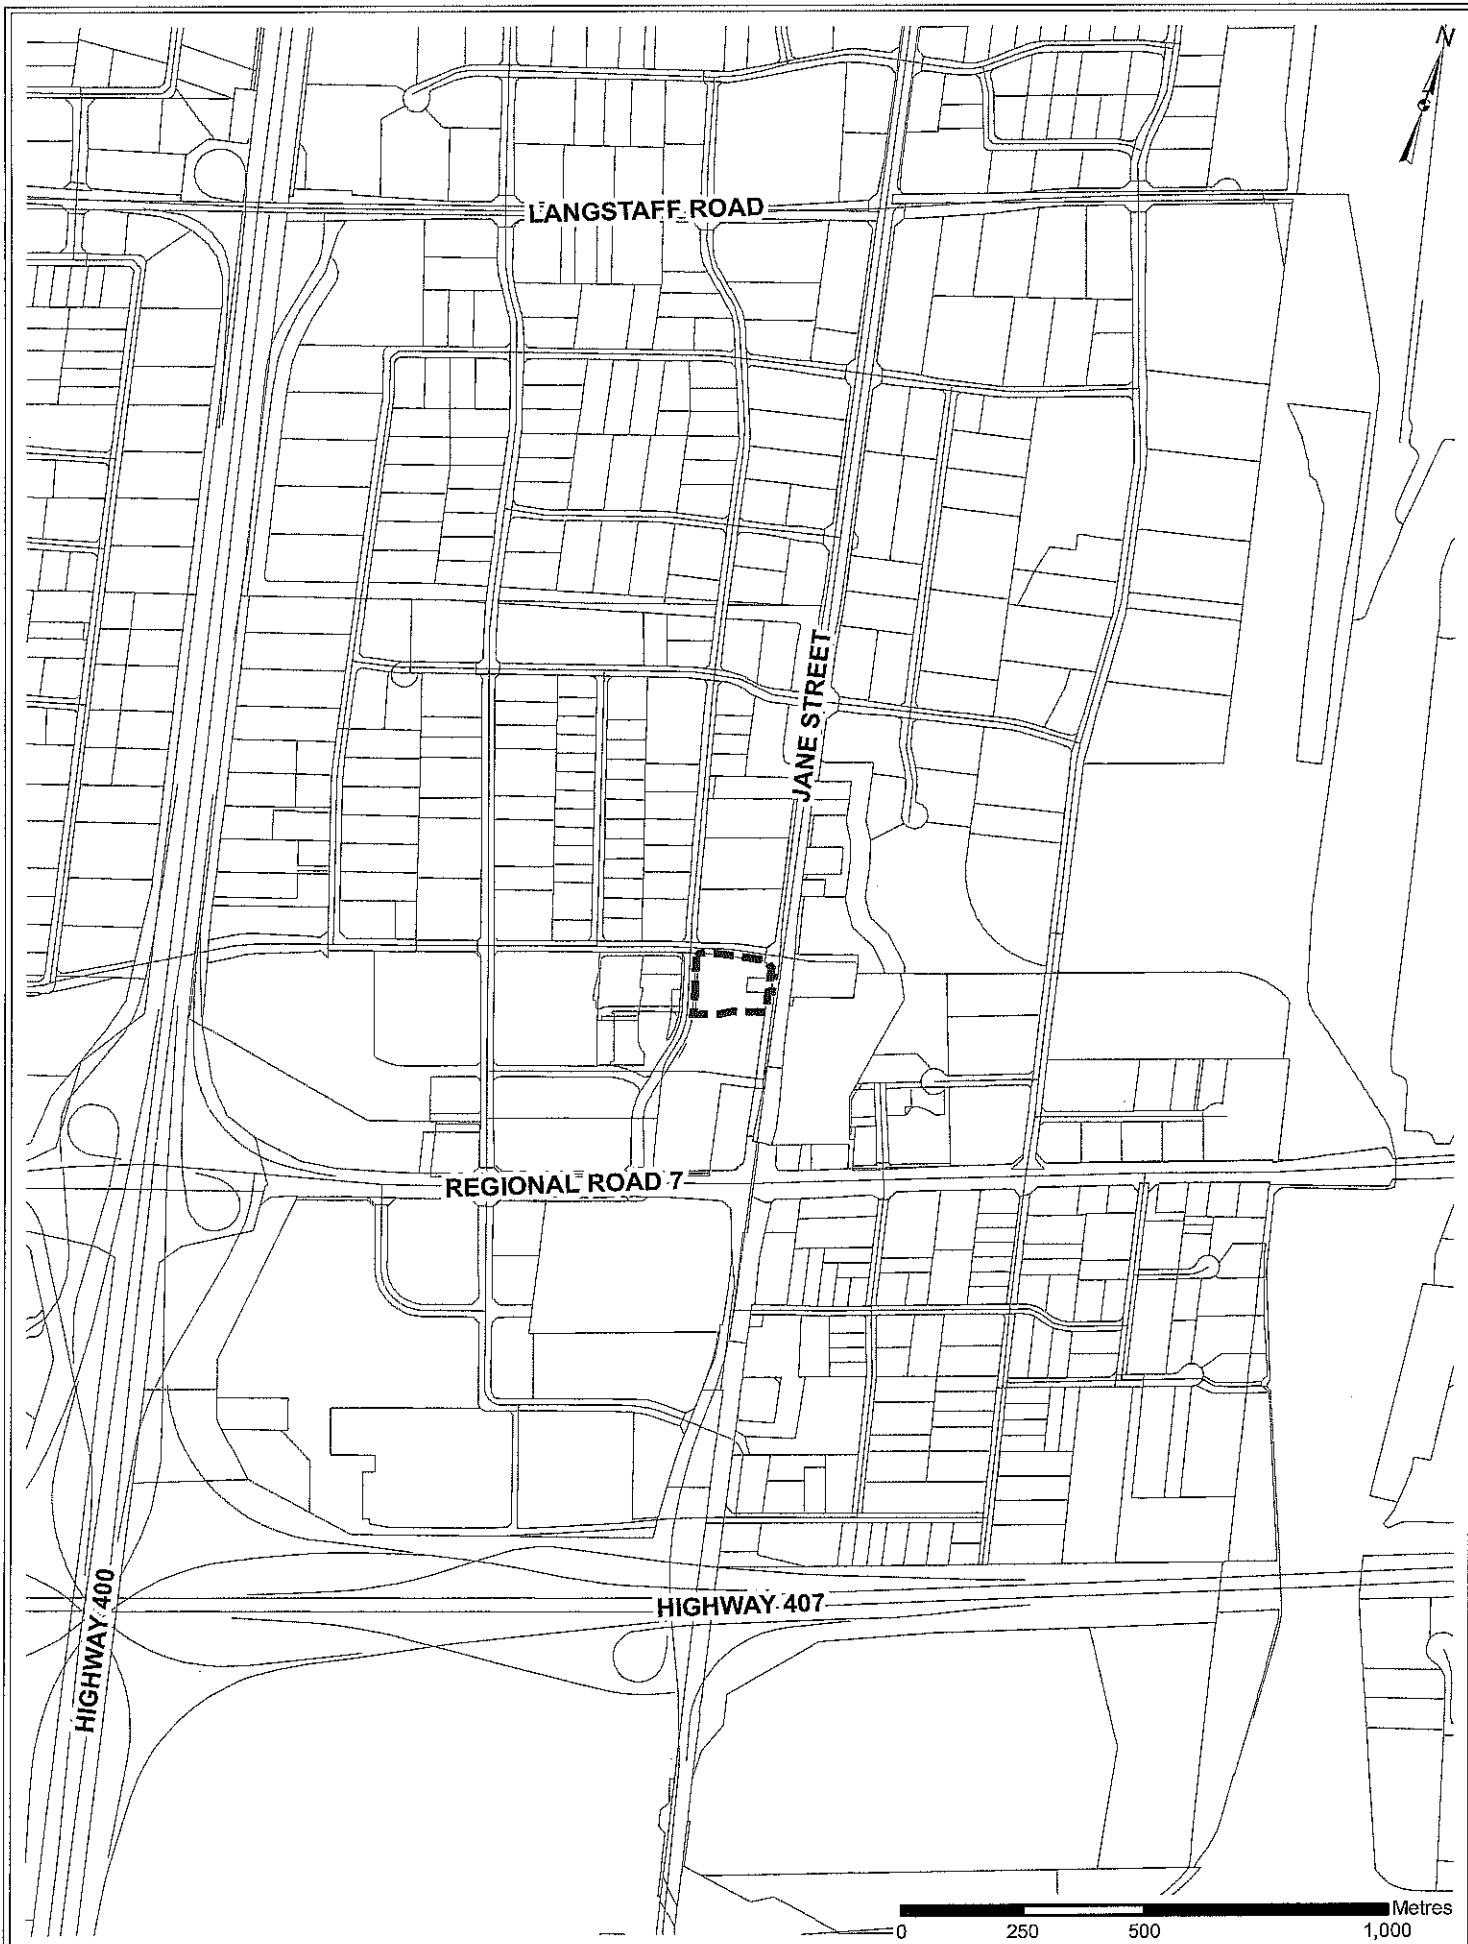 N
LANGSTAFF ROAD
JANE STREET
REGIONAL ROAD 7
HIGHWAY 400
HIGHWAY 407
Metres
0 250 500 1,000